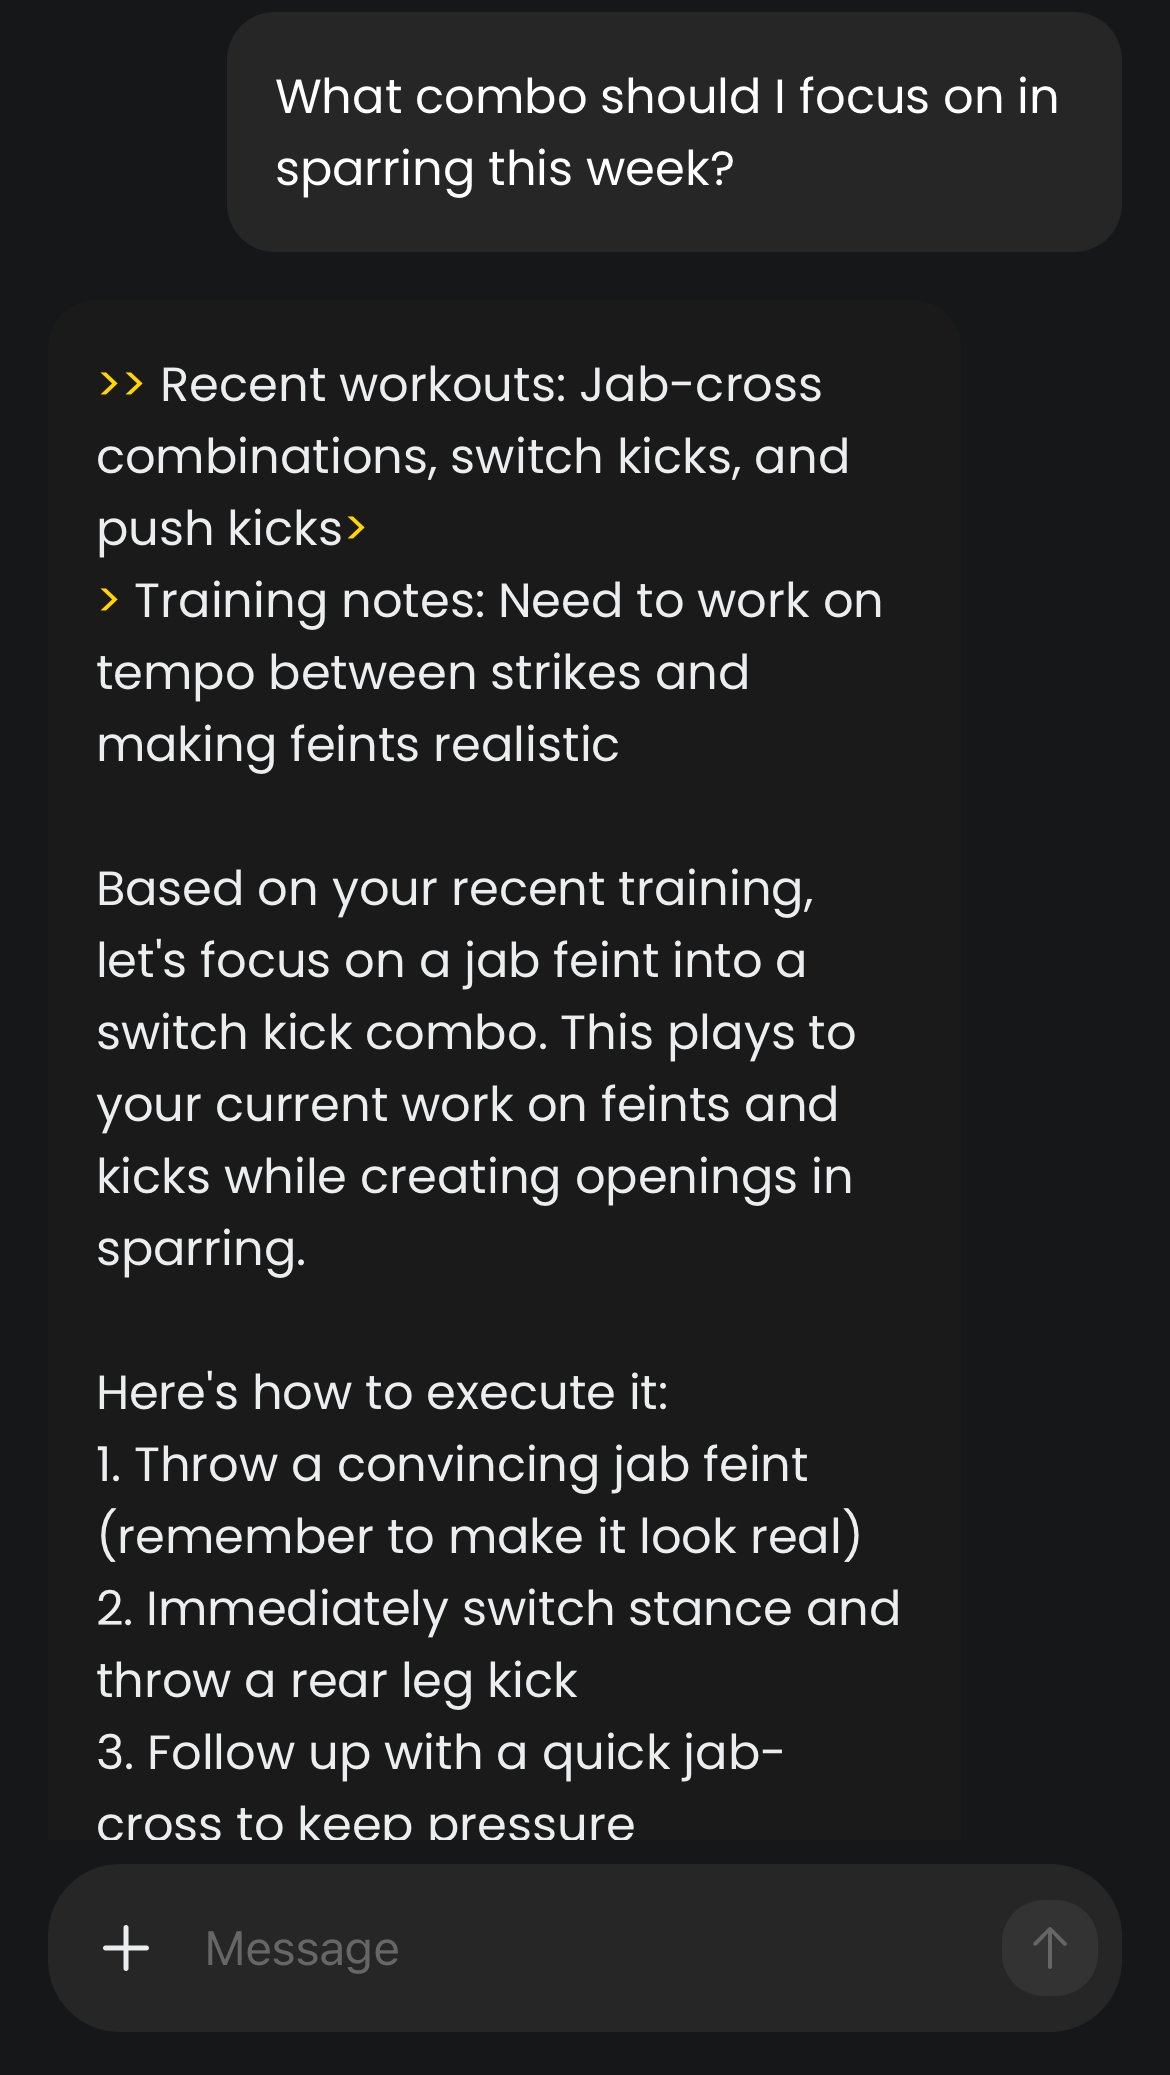 What combo should I focus on in
sparring this week?
>> Recent workouts: Jab-cross
combinations, switch kicks, and
push kicks>
> Training notes: Need to work on
tempo between strikes and
making feints realistic
Based on your recent training,
let's focus on a jab feint into a
switch kick combo. This plays to
your current work on feints and
kicks while creating openings in
sparring.
Here's how to execute it:
1. Throw a convincing jab feint
(remember to make it look real)
2. Immediately switch stance and
throw a rear leg kick
3. Follow up with a quick jab-
cross to keep pressure
Message